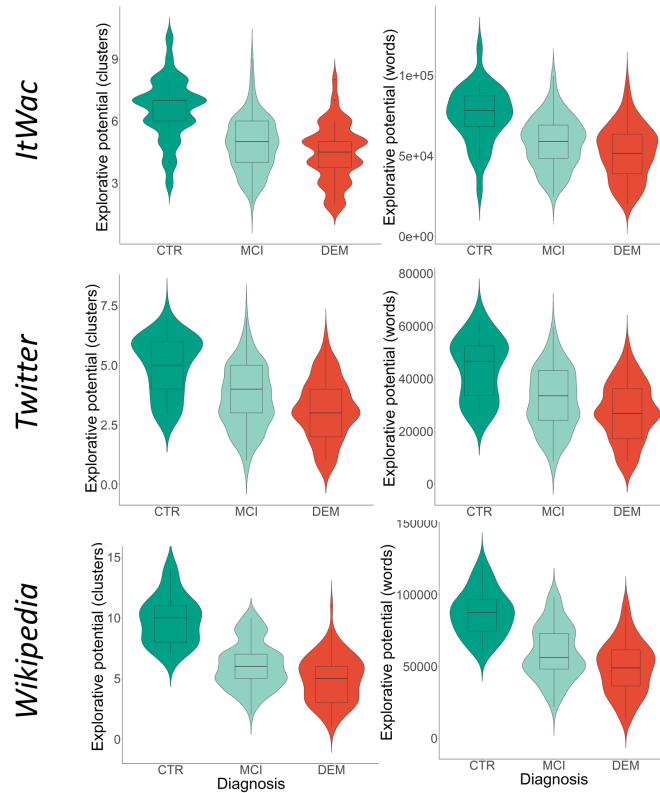 ItWac
Explorative potential (clusters)
9
6
3
CTR
MCI
DEM
Explorative potential (words)
1e+05
5e+04
0e+00
CTR
MCI
DEM
Twitter
Explorative potential (clusters)
7.5
5.0
2.5
0.0
CTR
MCI
DEM
Explorative potential (words)
80000
60000
40000
20000
0
CTR
MCI
DEM
Wikipedia
Explorative potential (clusters)
15
10
5
0
CTR
MCI
DEM
Diagnosis
Explorative potential (words)
150000
100000
50000
0
CTR
MCI
DEM
Diagnosis